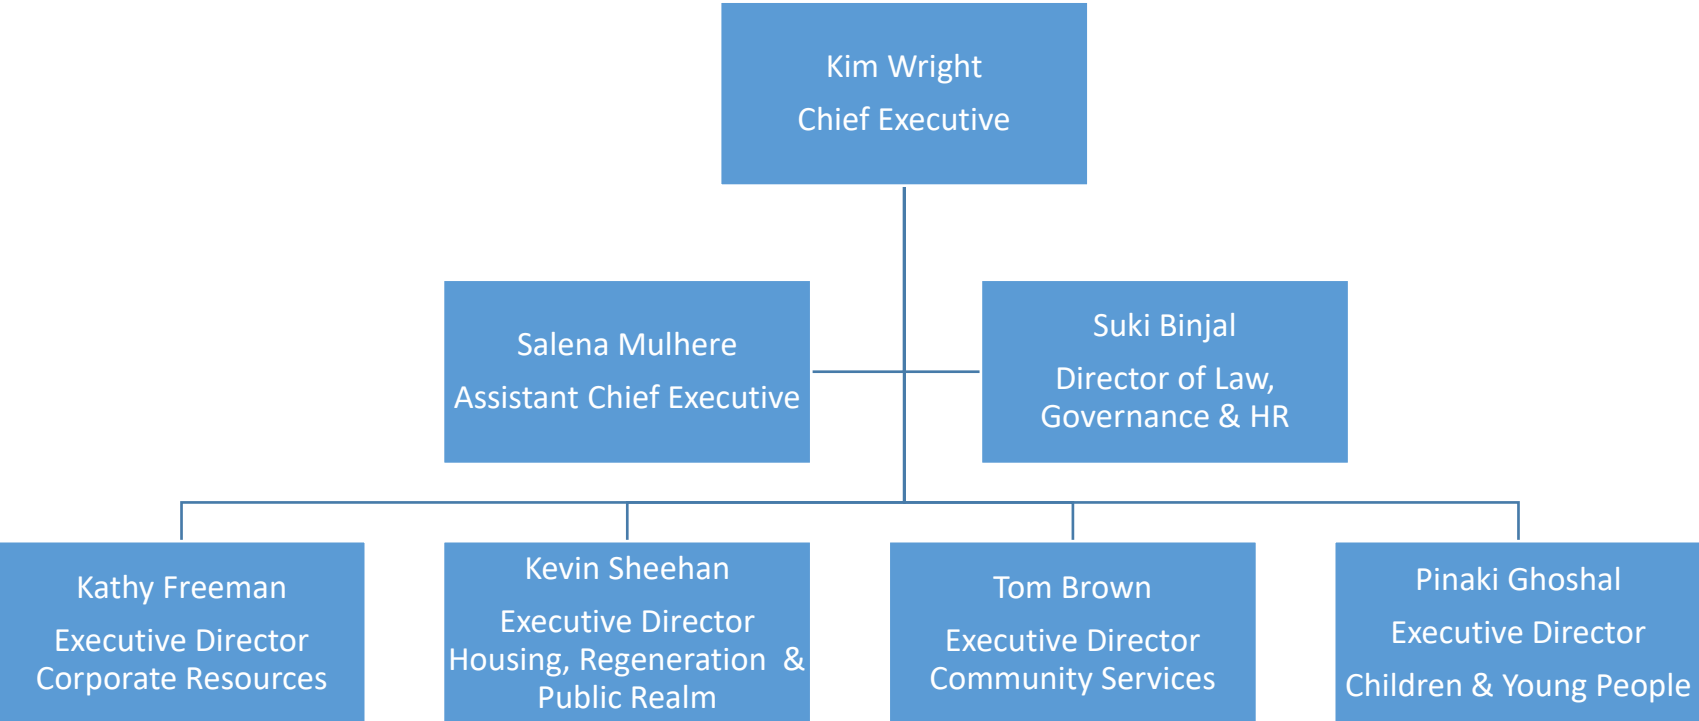 Kim Wright
Chief Executive
Salena Mulhere
Assistant Chief Executive
Suki Binjal
Director of Law,
Governance & HR
Kathy Freeman
Executive Director
Corporate Resources
Kevin Sheehan
Executive Director
Housing, Regeneration &
Public Realm
Tom Brown
Executive Director
Community Services
Pinaki Ghoshal
Executive Director
Children & Young People